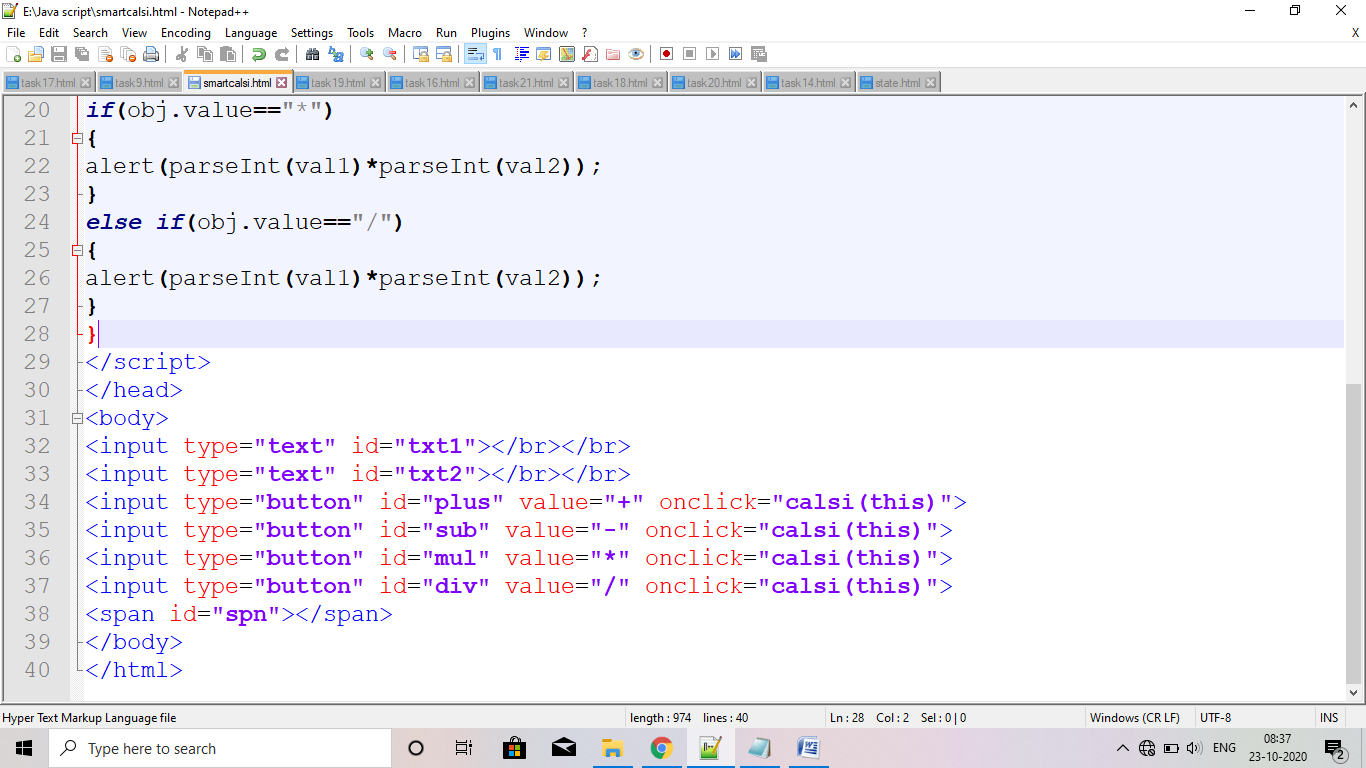 E:\Java script\smartcalsi.html - Notepad++
File Edit Search View Encoding Language Settings Tools Macro Run Plugins Window ? X
task17.html task9.html smartcalsi.html task19.html task16.html task21.html task18.html task20.html task14.html state.html
20 if(obj.value=="*")
21 {
22 alert(parseInt(val1)*parseInt(val2));
23 }
24 else if(obj.value=="/")
25 {
26 alert(parseInt(val1)*parseInt(val2));
27 }
28 }
29 </script>
30 </head>
31 <body>
32 <input type="text" id="txt1"></br></br>
33 <input type="text" id="txt2"></br></br>
34 <input type="button" id="plus" value="+" onclick="calsi(this)">
35 <input type="button" id="sub" value="-" onclick="calsi(this)">
36 <input type="button" id="mul" value="*" onclick="calsi(this)">
37 <input type="button" id="div" value="/" onclick="calsi(this)">
38 <span id="spn"></span>
39 </body>
40 </html>
Hyper Text Markup Language file length : 974 lines : 40 Ln : 28 Col : 2 Sel : 0 | 0 Windows (CR LF) UTF-8 INS
Type here to search ENG 08:37
23-10-2020 2